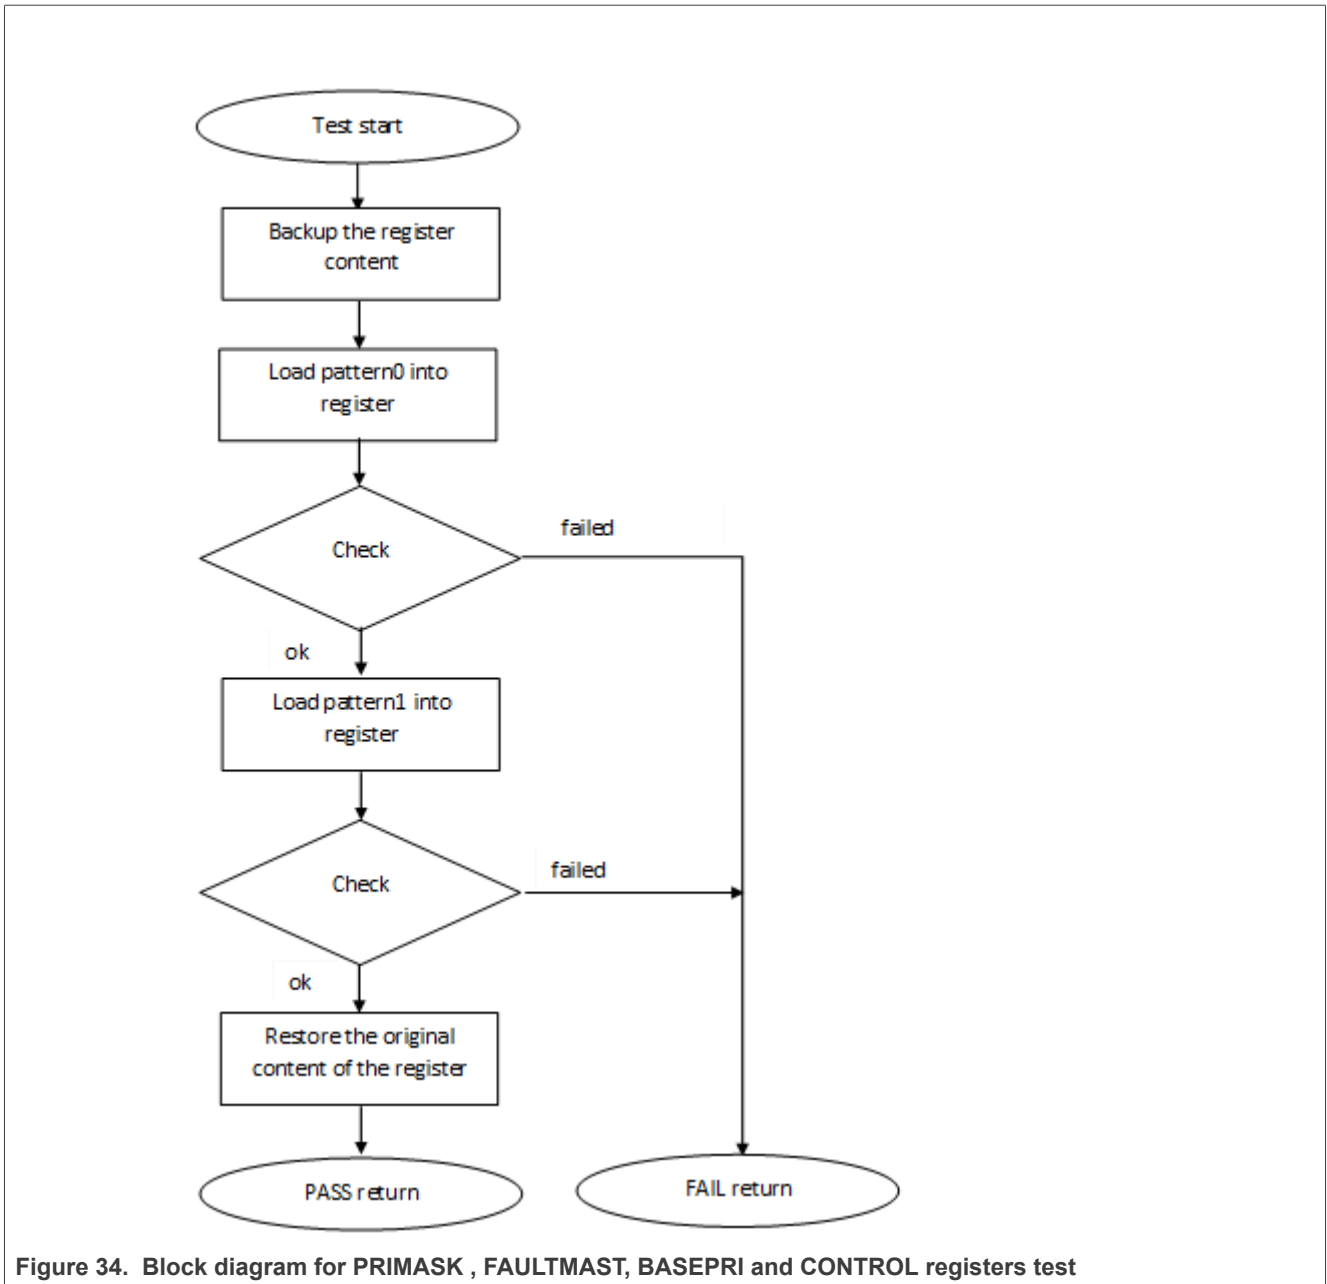 Test start
Backup the register
content
Load pattern0 into
register
Check
failed
ok
Load pattern1 into
register
Check
failed
ok
Restore the original
content of the register
PASS return
FAIL return
Figure 34. Block diagram for PRIMASK , FAULTMAST, BASEPRI and CONTROL registers test